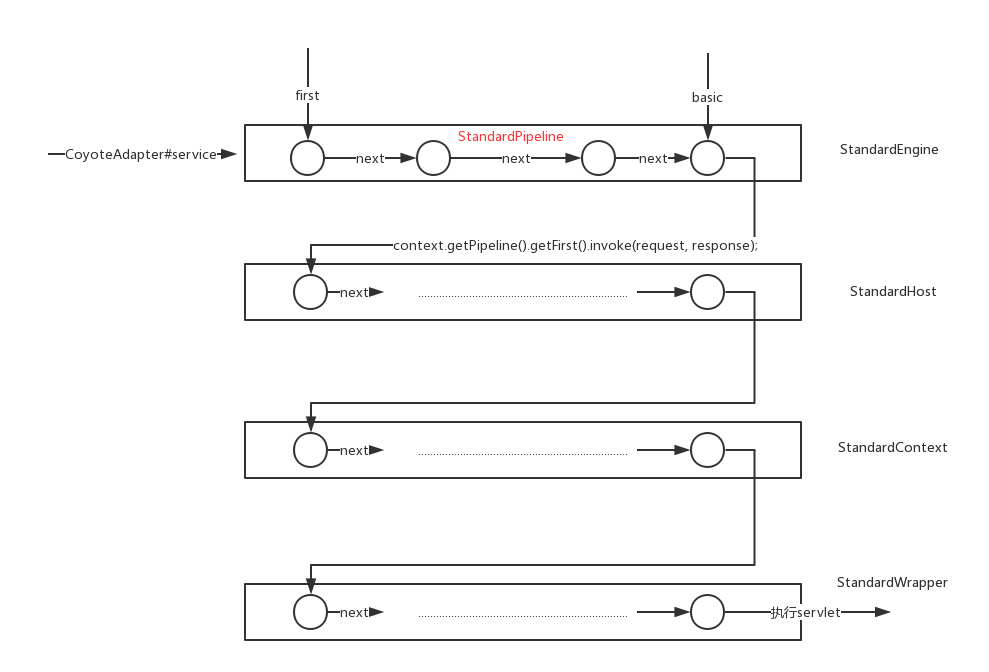 first
basic
StandardPipeline
CoyoteAdapter#service
next
next
next
StandardEngine
context.getPipeline().getFirst().invoke(request, response);
next
StandardHost
next
StandardContext
StandardWrapper
next
执行servlet